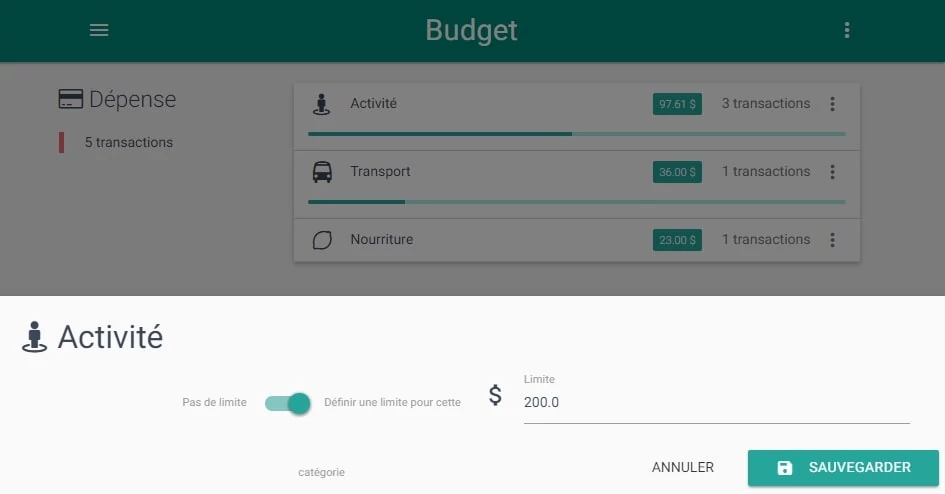 Budget
Dépense
5 transactions
Activité 97.61 $ 3 transactions
Transport 36.00 $ 1 transactions
Nourriture 23.00 $ 1 transactions
Activité
Limite
Pas de limite Définir une limite pour cette $ 200.0
catégorie
ANNULER SAUVEGARDER